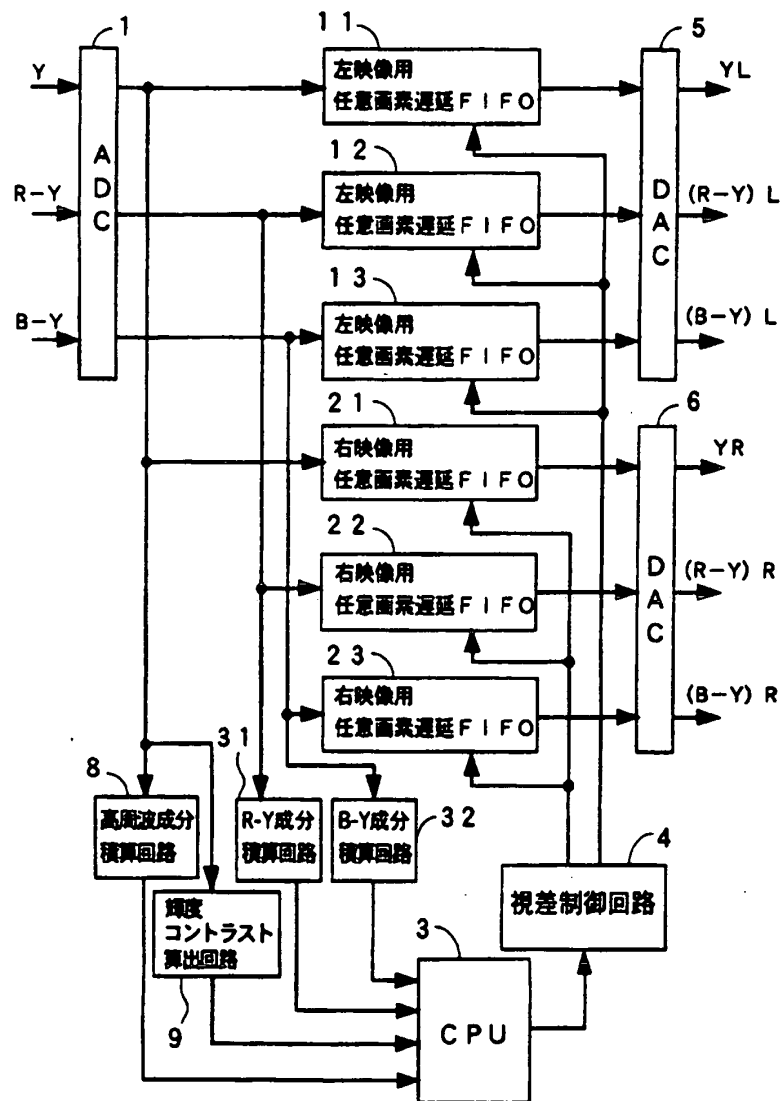 1
Y
R-Y
B-Y
ADC
11
左映像用
任意画素遅延FIFO
12
左映像用
任意画素遅延FIFO
13
左映像用
任意画素遅延FIFO
21
右映像用
任意画素遅延FIFO
22
右映像用
任意画素遅延FIFO
23
右映像用
任意画素遅延FIFO
5
DAC
YL
(R-Y) L
(B-Y) L
6
DAC
YR
(R-Y) R
(B-Y) R
8
高周波成分
積算回路
31
R-Y成分
積算回路
B-Y成分
積算回路
32
輝度
コントラスト
算出回路
9
3
CPU
4
視差制御回路